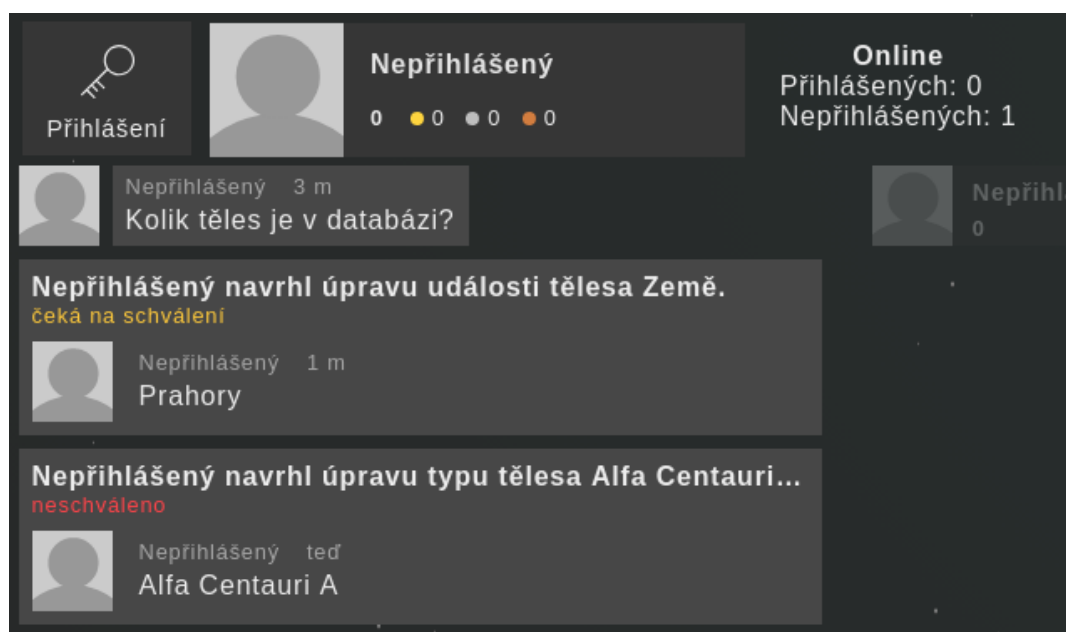 Přihlášení
Nepřihlášený
0 0 0 0
Online
Přihlášených: 0
Nepřihlášených: 1
Nepřihlášený 3 m
Kolik těles je v databázi?
0
Nepřihlášený navrhl úpravu události tělesa Země.
čeká na schválení
Nepřihlášený 1 m
Prahory
Nepřihlášený navrhl úpravu typu tělesa Alfa Centauri...
neschváleno
Nepřihlášený teď
Alfa Centauri A